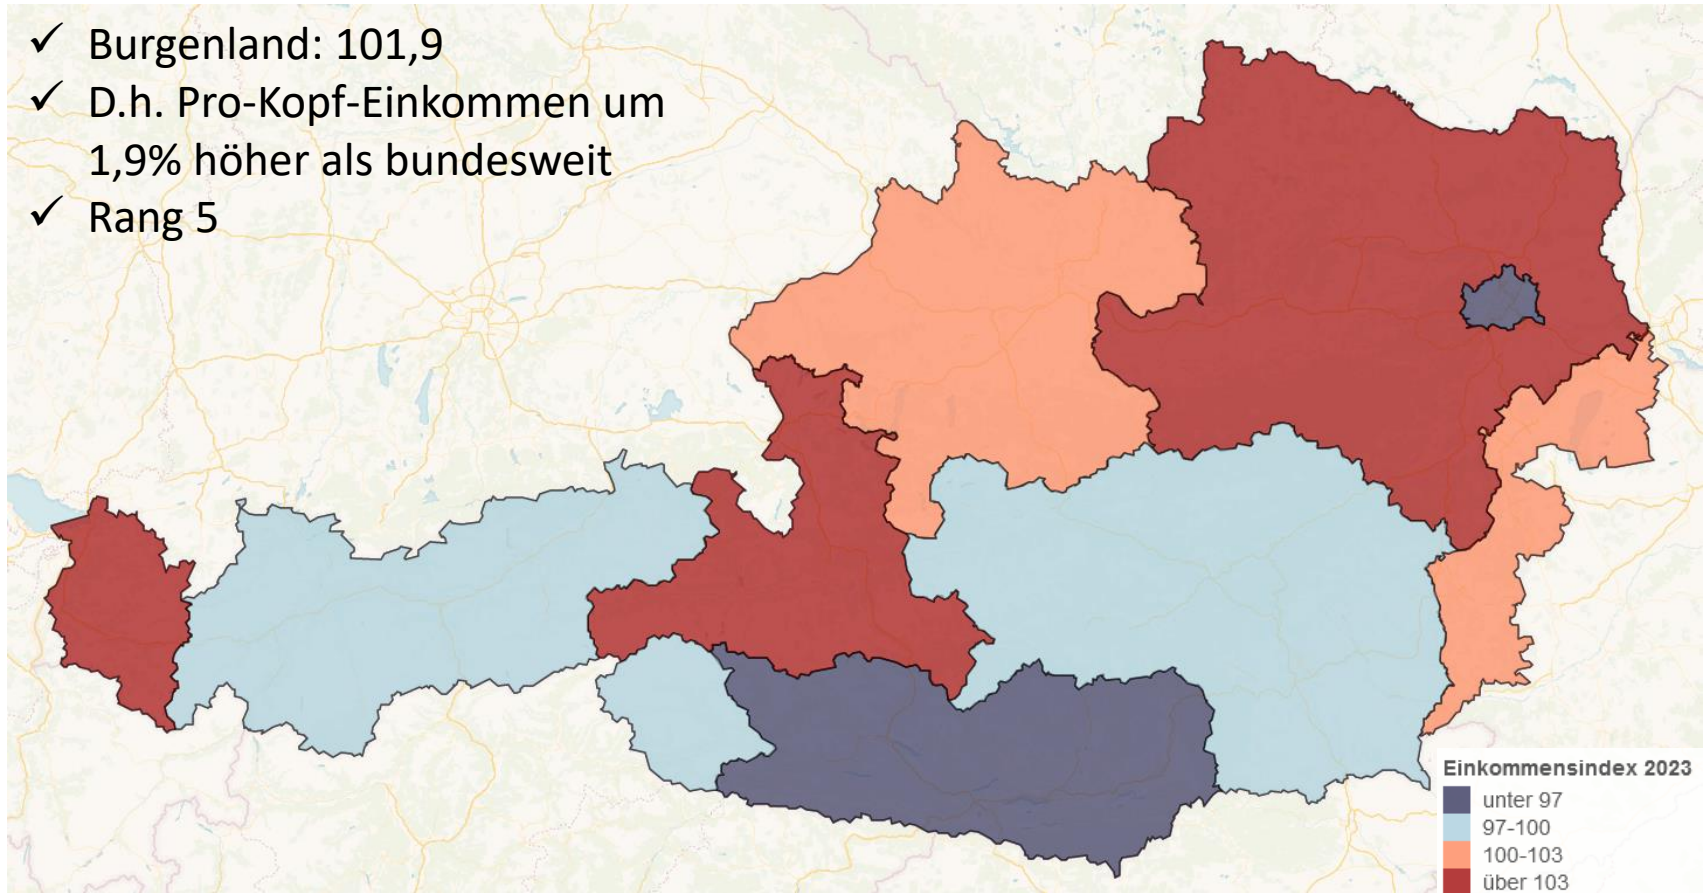 ✓ Burgenland: 101,9
✓ D.h. Pro-Kopf-Einkommen um
1,9% höher als bundesweit
✓ Rang 5
Einkommensindex 2023
unter 97
97-100
100-103
über 103